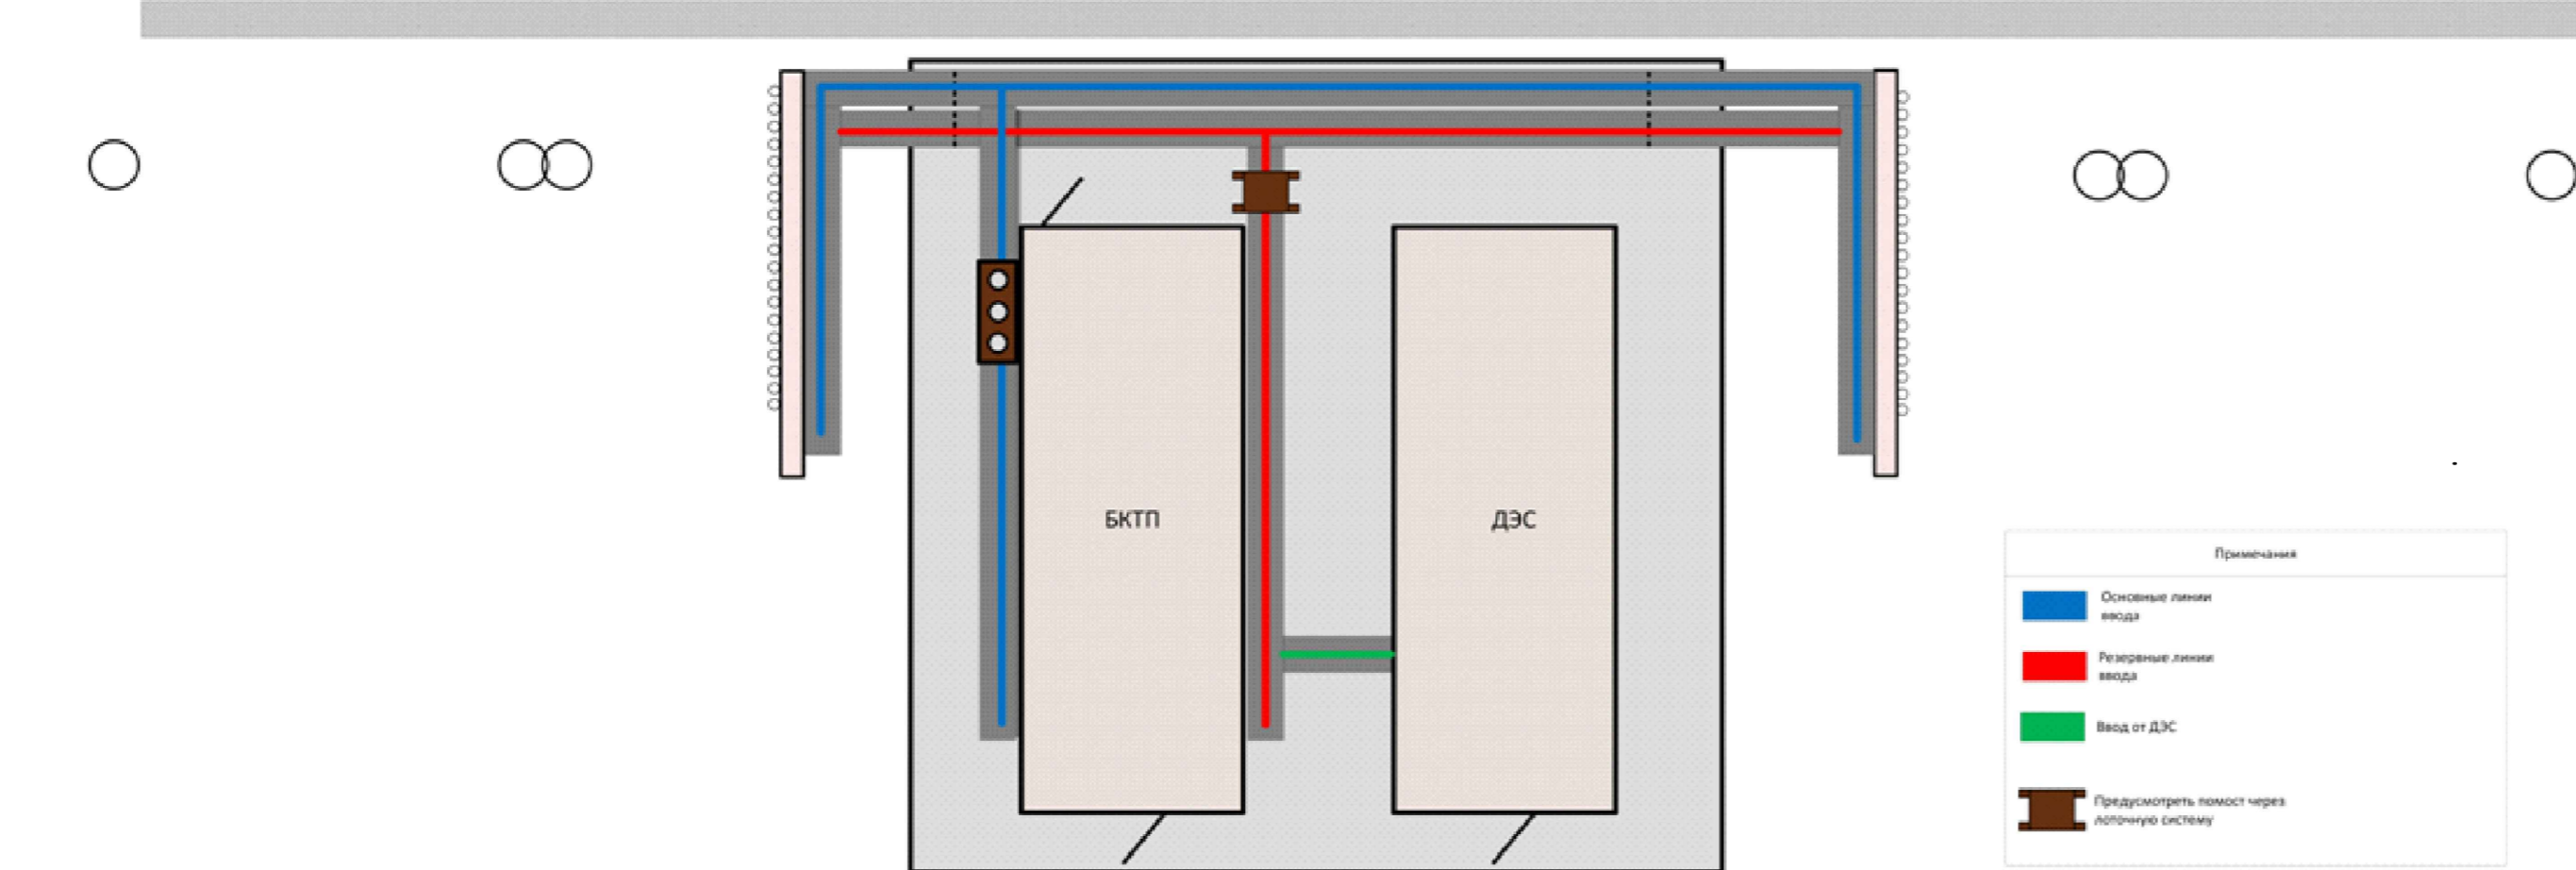 БКТП
ДЭС
Примечания
Основные линии
ввода
Резервные линии
ввода
Ввод от ДЭС
Предусмотреть помост через
лоточную систему